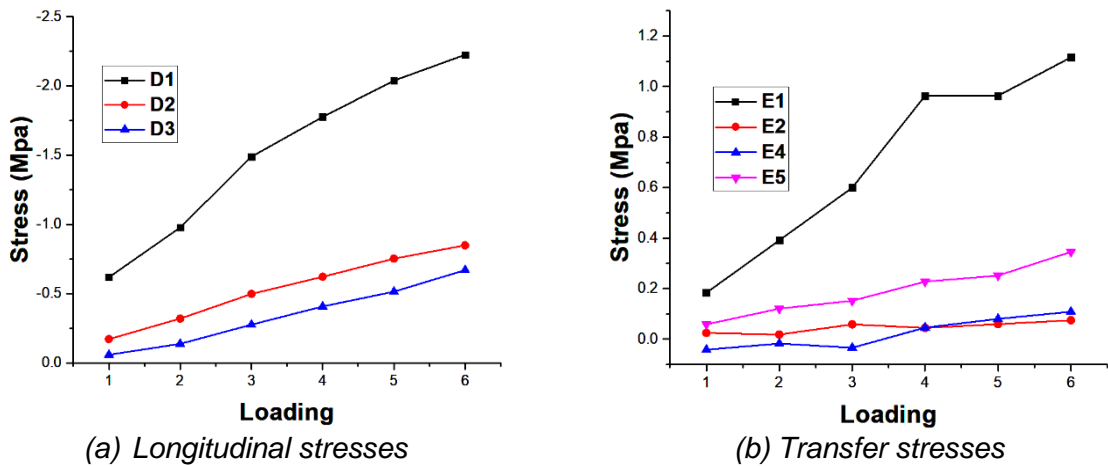 -2.5
-2.0
-1.5
-1.0
-0.5
0.0
Stress (Mpa)
D1
D2
D3
1 2 3 4 5 6
Loading
(a) Longitudinal stresses
1.2
1.0
0.8
0.6
0.4
0.2
0.0
Stress (Mpa)
E1
E2
E4
E5
1 2 3 4 5 6
Loading
(b) Transfer stresses